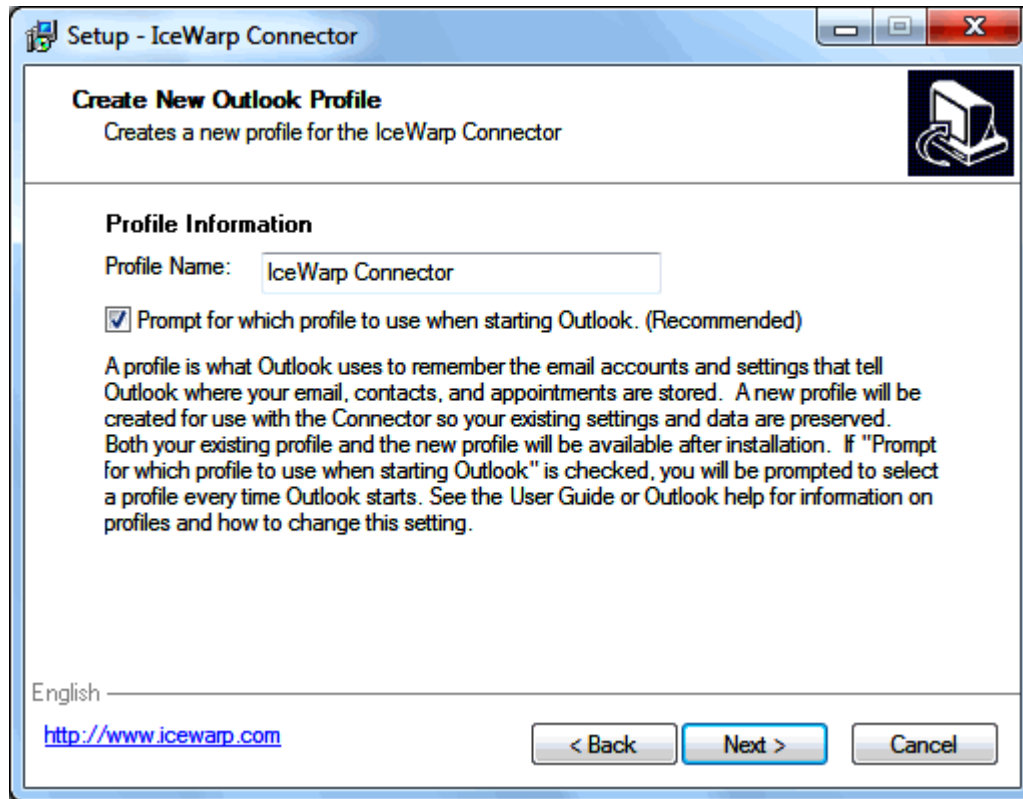 Setup - IceWarp Connector
Create New Outlook Profile
Creates a new profile for the IceWarp Connector
Profile Information
Profile Name: IceWarp Connector
Prompt for which profile to use when starting Outlook. (Recommended)
A profile is what Outlook uses to remember the email accounts and settings that tell
Outlook where your email, contacts, and appointments are stored.  A new profile will be
created for use with the Connector so your existing settings and data are preserved.
Both your existing profile and the new profile will be available after installation.  If "Prompt
for which profile to use when starting Outlook" is checked, you will be prompted to select
a profile every time Outlook starts. See the User Guide or Outlook help for information on
profiles and how to change this setting.
English
http://www.icewarp.com
< Back Next > Cancel